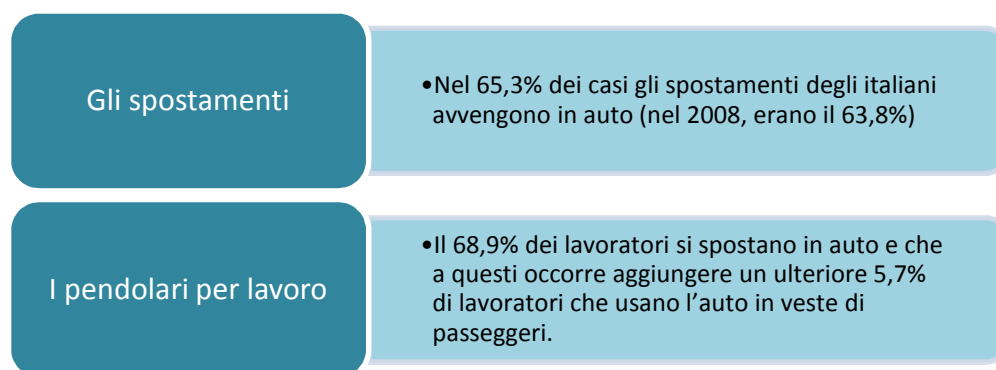 Gli spostamenti
•Nel 65,3% dei casi gli spostamenti degli italiani
avvengono in auto (nel 2008, erano il 63,8%)
I pendolari per lavoro
•Il 68,9% dei lavoratori si spostano in auto e che
a questi occorre aggiungere un ulteriore 5,7%
di lavoratori che usano l’auto in veste di
passeggeri.